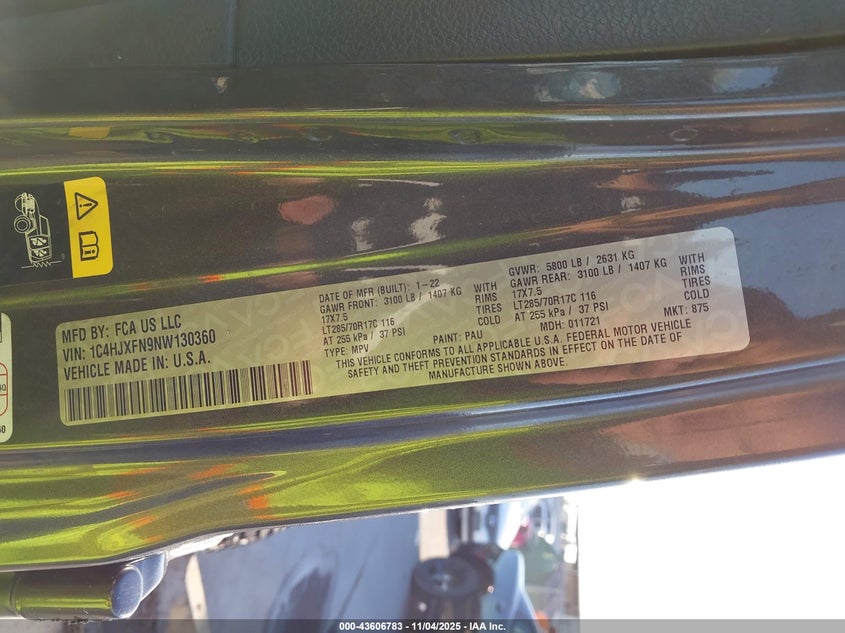 MFD BY: FCA US LLC
VIN: 1C4HJXFN9NW130360
VEHICLE MADE IN: U.S.A.
DATE OF MFR (BUILT): 1-22
GAWR FRONT: 3100 LB / 1407 KG WITH
17X7.5 RIMS
LT285/70R17C 116 TIRES
AT 255 kPa / 37 PSI COLD
TYPE: MPV
PAINT: PAU
GVWR: 5800 LB / 2631 KG
GAWR REAR: 3100 LB / 1407 KG WITH
17X7.5 RIMS
LT285/70R17C 116 TIRES
AT 255 kPa / 37 PSI COLD
MDH: 011721
MKT: 875
THIS VEHICLE CONFORMS TO ALL APPLICABLE U.S.A. FEDERAL MOTOR VEHICLE
SAFETY AND THEFT PREVENTION STANDARDS IN EFFECT ON THE DATE OF
MANUFACTURE SHOWN ABOVE.
000-43606783 - 11/04/2025 - IAA Inc.